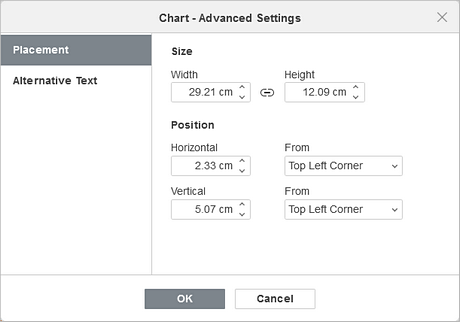 Chart - Advanced Settings
Placement
Alternative Text
Size
Width Height
29.21 cm 12.09 cm
Position
Horizontal From
2.33 cm Top Left Corner
Vertical From
5.07 cm Top Left Corner
OK Cancel